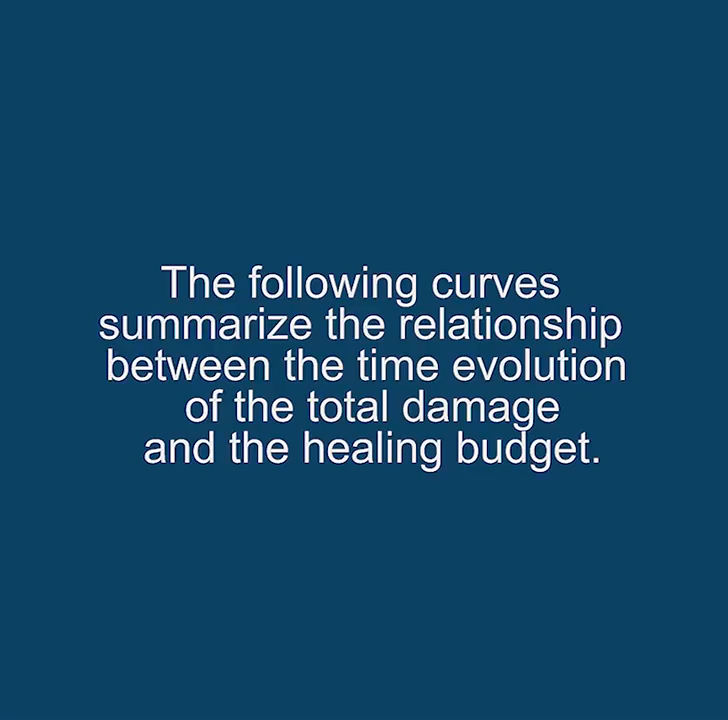 The following curves
summarize the relationship
between the time evolution
of the total damage
and the healing budget.